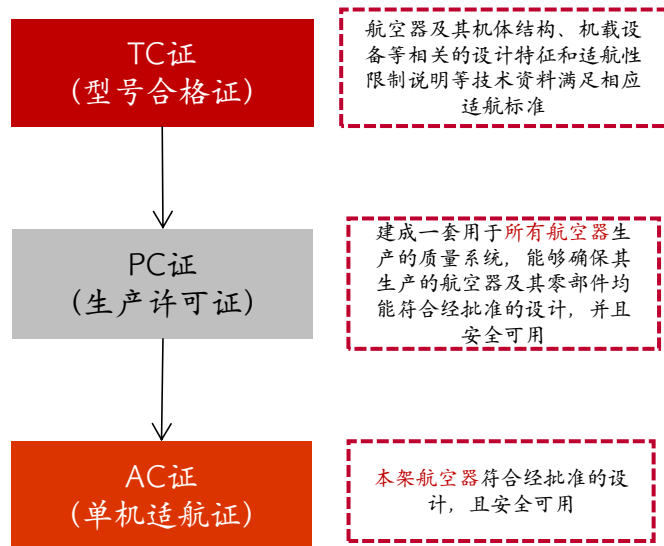 TC证
(型号合格证)
航空器及其机体结构、机载设
备等相关的设计特征和适航性
限制说明等技术资料满足相应
适航标准
PC证
(生产许可证)
建成一套用于所有航空器生
产的质量系统，能够确保其
生产的航空器及其零部件均
能符合经批准的设计，并且
安全可用
AC证
(单机适航证)
本架航空器符合经批准的设
计，且安全可用